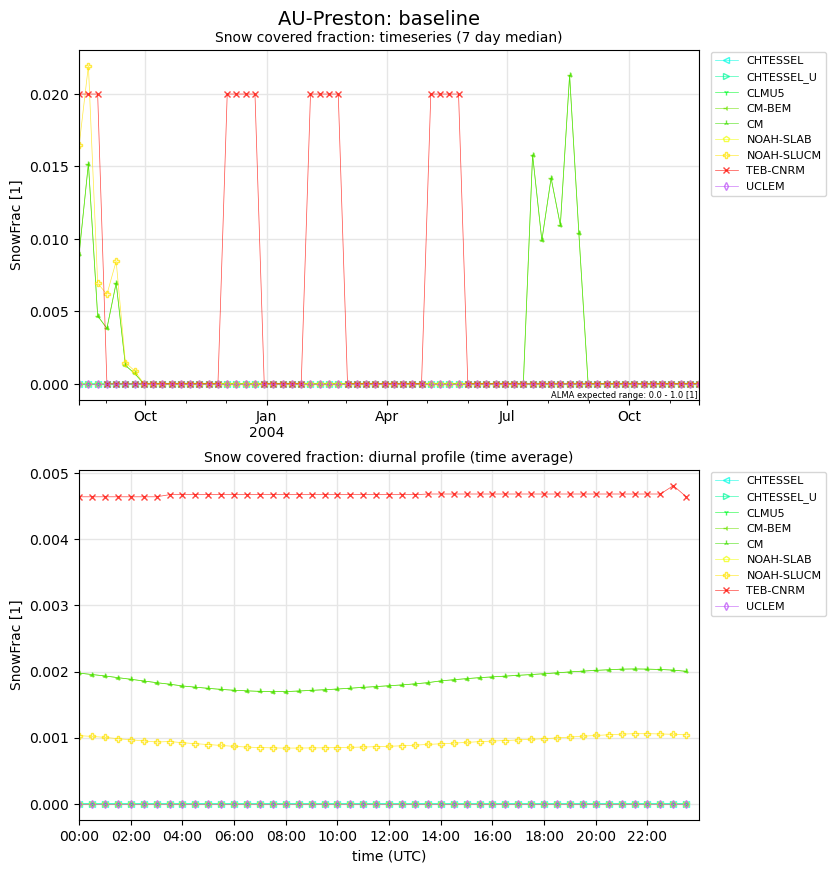 AU-Preston: baseline
Snow covered fraction: timeseries (7 day median)
SnowFrac [1]
0.020
0.015
0.010
0.005
0.000
Oct
Jan
2004
Apr
Jul
Oct
ALMA expected range: 0.0 - 1.0 [1]
CHTESSEL
CHTESSEL_U
CLMU5
CM-BEM
CM
NOAH-SLAB
NOAH-SLUCM
TEB-CNRM
UCLEM
Snow covered fraction: diurnal profile (time average)
SnowFrac [1]
0.005
0.004
0.003
0.002
0.001
0.000
00:00 02:00 04:00 06:00 08:00 10:00 12:00 14:00 16:00 18:00 20:00 22:00
time (UTC)
CHTESSEL
CHTESSEL_U
CLMU5
CM-BEM
CM
NOAH-SLAB
NOAH-SLUCM
TEB-CNRM
UCLEM